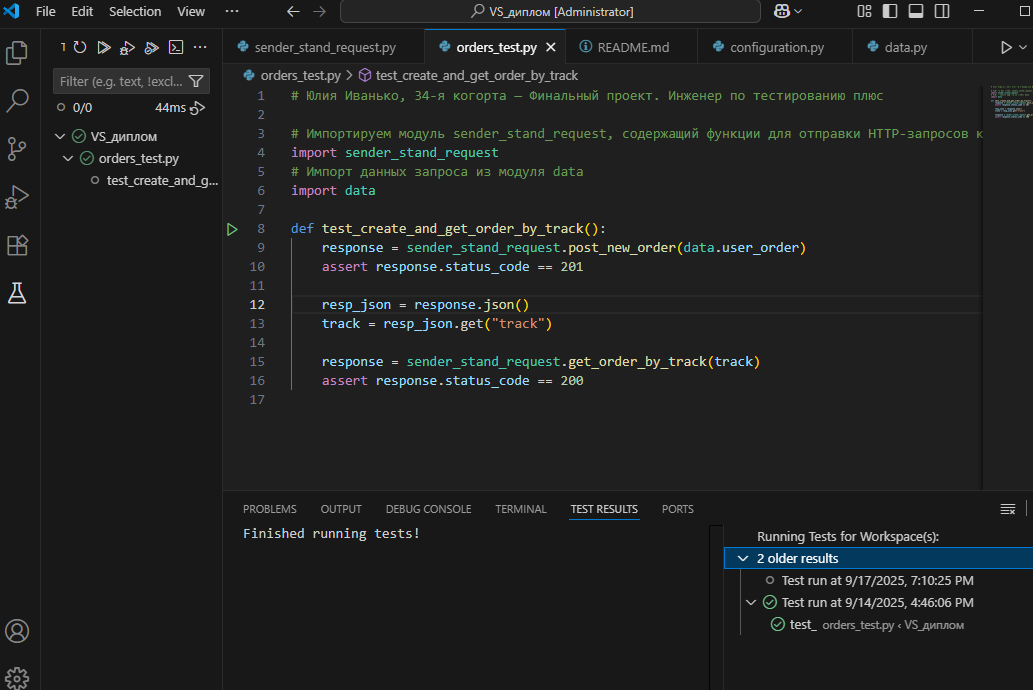 File Edit Selection View ··· VS_диплом [Administrator]
sender_stand_request.py orders_test.py README.md configuration.py data.py
1
Filter (e.g. text, !excl...
0/0 44ms
VS_диплом
orders_test.py
test_create_and_g...
orders_test.py > test_create_and_get_order_by_track
1 # Юлия Иванько, 34-я когорта — Финальный проект. Инженер по тестированию плюс
2
3 # Импортируем модуль sender_stand_request, содержащий функции для отправки HTTP-запросов к
4 import sender_stand_request
5 # Импорт данных запроса из модуля data
6 import data
7
8 def test_create_and_get_order_by_track():
9 response = sender_stand_request.post_new_order(data.user_order)
10 assert response.status_code == 201
11
12 resp_json = response.json()
13 track = resp_json.get("track")
14
15 response = sender_stand_request.get_order_by_track(track)
16 assert response.status_code == 200
17
PROBLEMS OUTPUT DEBUG CONSOLE TERMINAL TEST RESULTS PORTS
Finished running tests!
Running Tests for Workspace(s):
2 older results
Test run at 9/17/2025, 7:10:25 PM
Test run at 9/14/2025, 4:46:06 PM
test_ orders_test.py ‹ VS_диплом